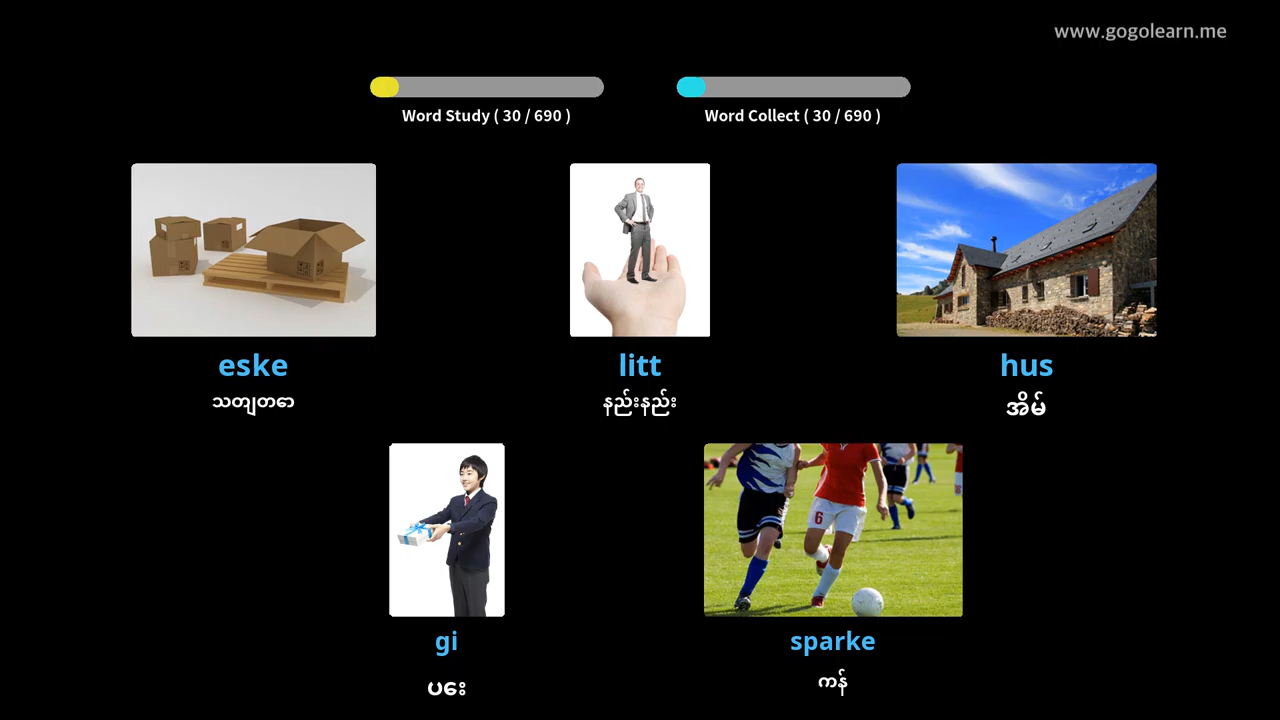 www.gogolearn.me
Word Study ( 30 / 690 )
Word Collect ( 30 / 690 )
eske
သတျတာေ
litt
နည်းနည်း
hus
အိမ်
gi
ပေး
sparke
ကန်
6